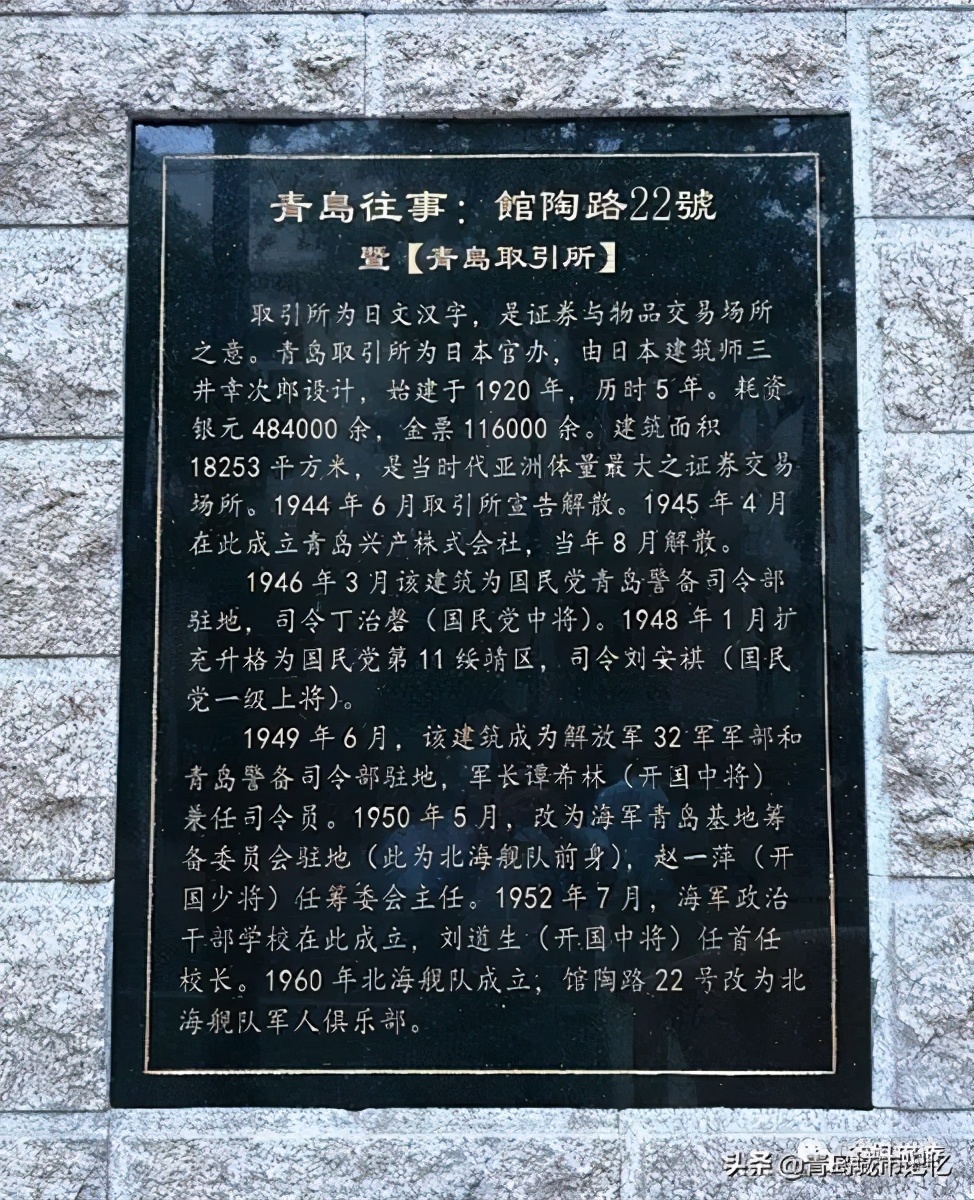 青島往事：館陶路22號
暨【青島取引所】
取引所为日文汉字，是证券与物品交易场所
之意。青岛取引所为日本官办，由日本建筑师三
井幸次郎设计，始建于1920年，历时5年。耗资
银元484000余，金票116000余。建筑面积
18253平方米，是当时代亚洲体量最大之证券交易
场所。1944年6月取引所宣告解散。1945年4月
在此成立青岛兴产株式会社，当年8月解散。
1946年3月该建筑为国民党青岛警备司令部
驻地，司令丁治磬（国民党中将）。1948年1月扩
充升格为国民党第11绥靖区，司令刘安祺（国民
党一级上将）。
1949年6月，该建筑成为解放军32军军部和
青岛警备司令部驻地，军长谭希林（开国中将）
兼任司令员。1950年5月，改为海军青岛基地筹
备委员会驻地（此为北海舰队前身），赵一萍（开
国少将）任筹委会主任。1952年7月，海军政治
干部学校在此成立，刘道生（开国中将）任首任
校长。1960年北海舰队成立；馆陶路22号改为北
海舰队军人俱乐部。
头条 @青岛城市记忆